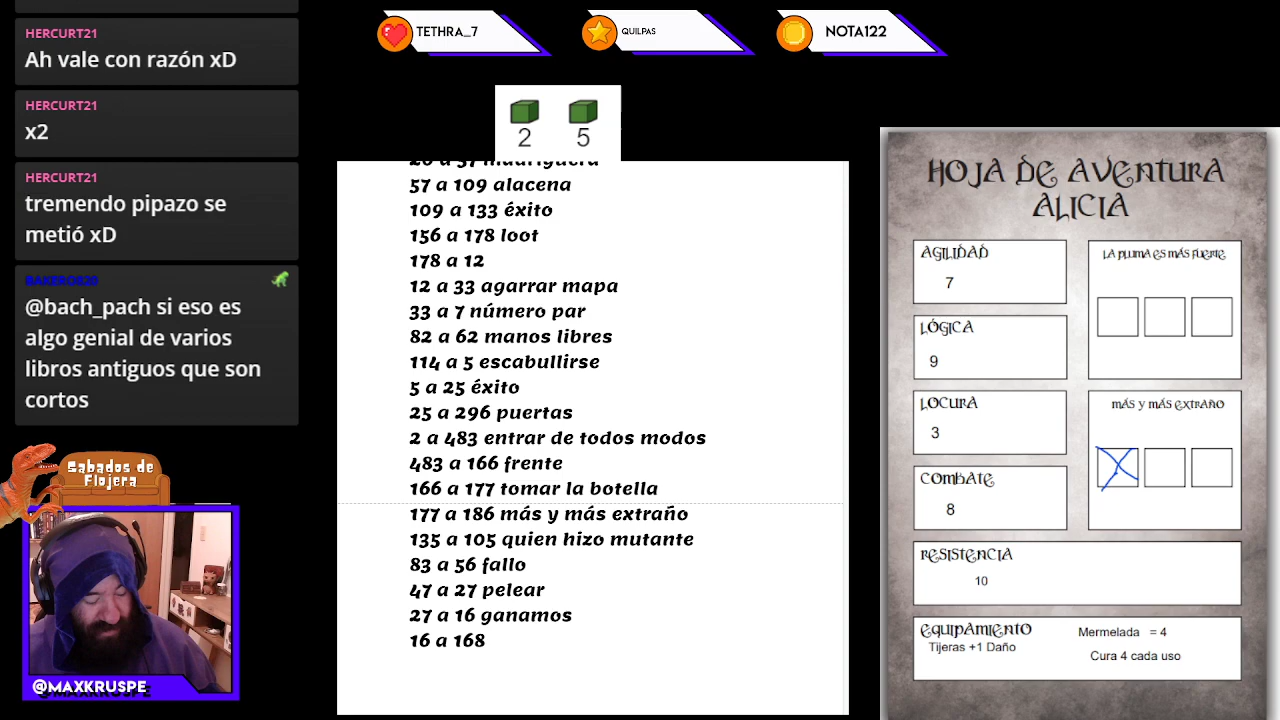 HERCURT21
Ah vale con razón xD
HERCURT21
x2
HERCURT21
tremendo pipazo se
metió xD
BAKERO820
@bach_pach si eso es
algo genial de varios
libros antiguos que son
cortos
Sabados de
Flojera
@MAXKRUSPE
TETHRA_7
QUILPAS
NOTA122
2 5
20 a 57 madriguera
57 a 109 alacena
109 a 133 éxito
156 a 178 loot
178 a 12
12 a 33 agarrar mapa
33 a 7 número par
82 a 62 manos libres
114 a 5 escabullirse
5 a 25 éxito
25 a 296 puertas
2 a 483 entrar de todos modos
483 a 166 frente
166 a 177 tomar la botella
177 a 186 más y más extraño
135 a 105 quien hizo mutante
83 a 56 fallo
47 a 27 pelear
27 a 16 ganamos
16 a 168
HOJA DE AVENTURA
ALICIA
AGILIDAD
7
LÓGICA
9
LOCURA
3
COMBATE
8
LA PLUMA ES MÁS FUERTE
MÁS Y MÁS EXTRAÑO
RESISTENCIA
10
EQUIPAMIENTO
Tijeras +1 Daño
Mermelada = 4
Cura 4 cada uso